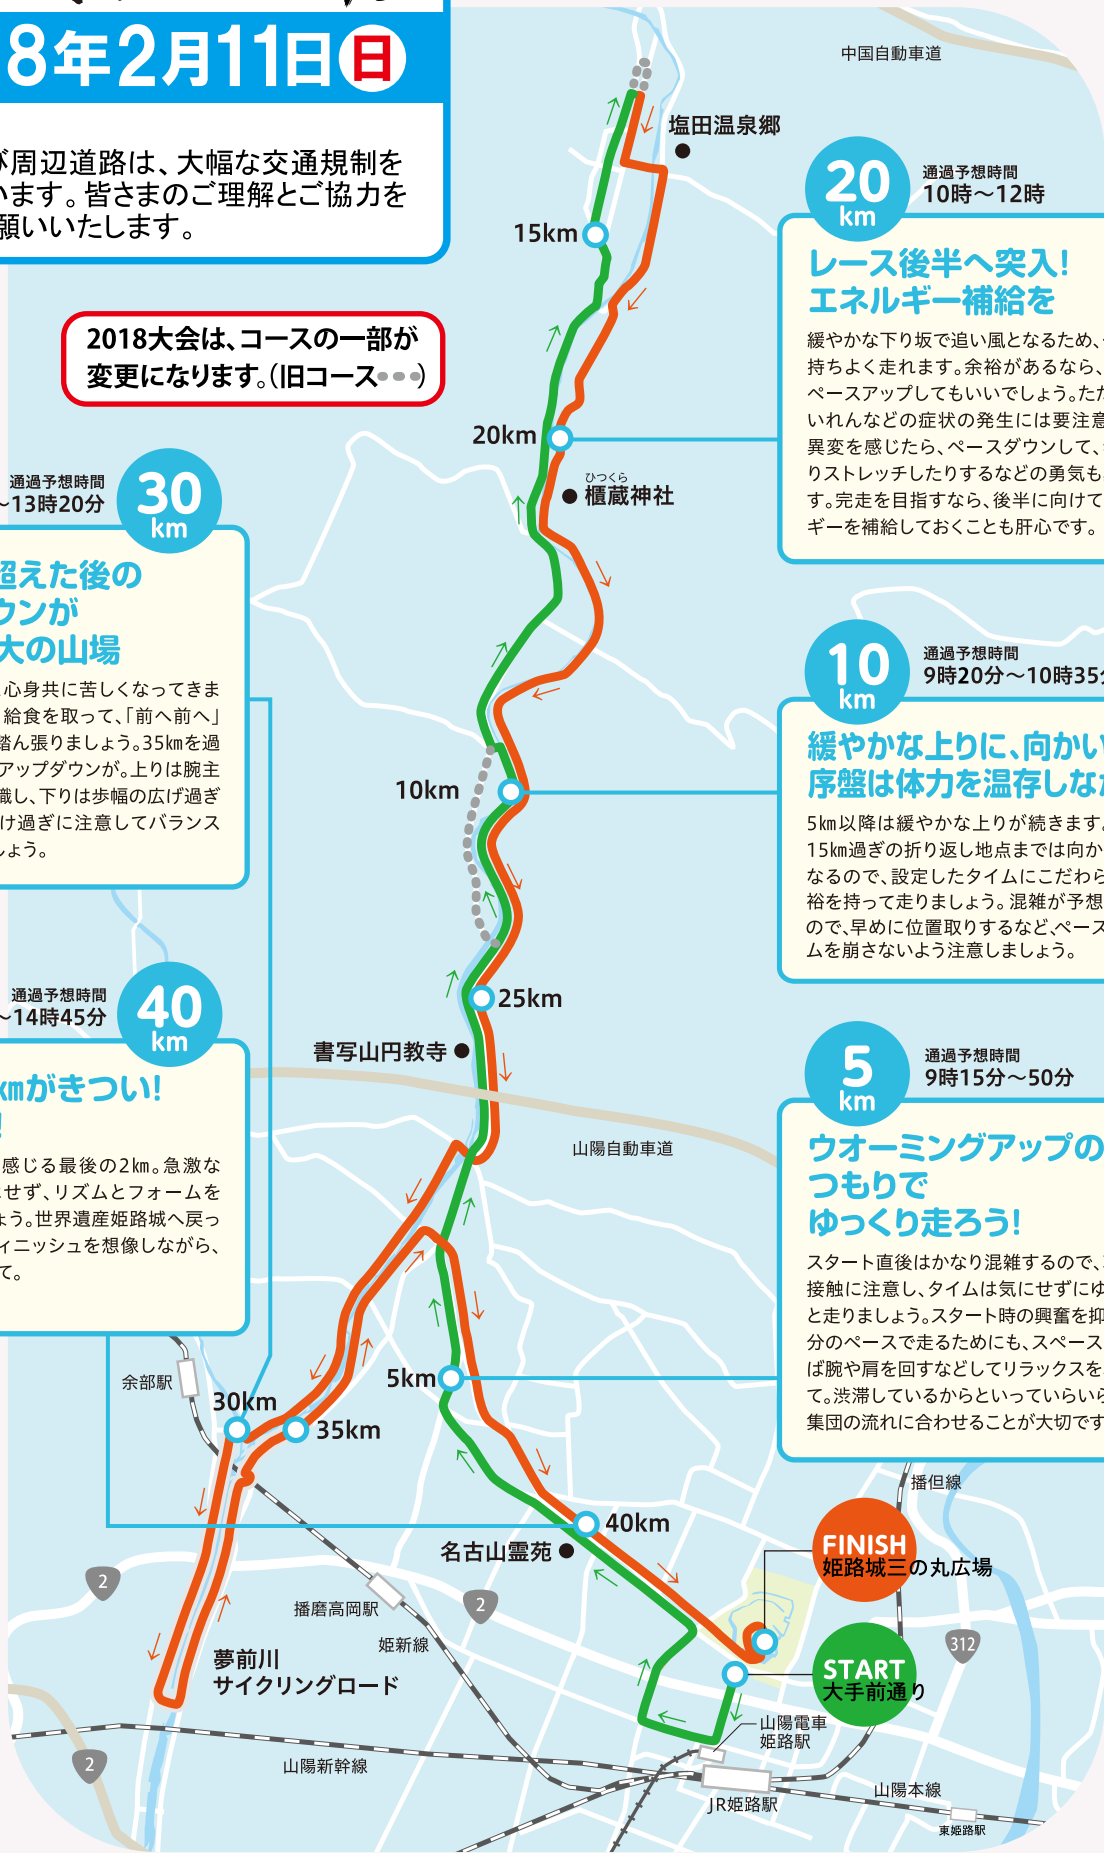 8年2月11日㊐
び周辺道路は、大幅な交通規制を
います。皆さまのご理解とご協力を
願いいたします。
2018大会は、コースの一部が
変更になります。(旧コース•••)
中国自動車道
塩田温泉郷
15km
20km
ひつくら
櫃蔵神社
10km
25km
書写山円教寺
山陽自動車道
5km
30km
35km
40km
名古山霊苑
余部駅
播磨高岡駅
姫新線
夢前川
サイクリングロード
山陽新幹線
2
2
2
312
播但線
FINISH
姫路城三の丸広場
START
大手前通り
山陽電車
姫路駅
JR姫路駅
山陽本線
東姫路駅
20
km
通過予想時間
10時～12時
レース後半へ突入!
エネルギー補給を
緩やかな下り坂で追い風となるため、
持ちよく走れます。余裕があるなら、
ペースアップしてもいいでしょう。ただ
いれんなどの症状の発生には要注意
異変を感じたら、ペースダウンして、
りストレッチしたりするなどの勇気も
す。完走を目指すなら、後半に向けて
ギーを補給しておくことも肝心です。
10
km
通過予想時間
9時20分～10時35分
緩やかな上りに、向かい
序盤は体力を温存しなが
5km以降は緩やかな上りが続きます。
15km過ぎの折り返し地点までは向か
なるので、設定したタイムにこだわら
裕を持って走りましょう。混雑が予想
ので、早めに位置取りするなど、ペース
ムを崩さないよう注意しましょう。
5
km
通過予想時間
9時15分～50分
ウオーミングアップの
つもりで
ゆっくり走ろう!
スタート直後はかなり混雑するので、
接触に注意し、タイムは気にせずにゆ
と走りましょう。スタート時の興奮を抑
分のペースで走るためにも、スペース
ば腕や肩を回すなどしてリラックスを
て。渋滞しているからといっていらいら
集団の流れに合わせることが大切です
30
km
通過予想時間
～13時20分
超えた後の
ウンが
大の山場
心身共に苦しくなってきま
給食を取って、「前へ前へ」
踏ん張りましょう。35kmを過
アップダウンが。上りは腕主
識し、下りは歩幅の広げ過ぎ
け過ぎに注意してバランス
しょう。
40
km
通過予想時間
～14時45分
kmがきつい!
!
感じる最後の2km。急激な
せず、リズムとフォームを
ょう。世界遺産姫路城へ戻っ
ィニッシュを想像しながら、
て。